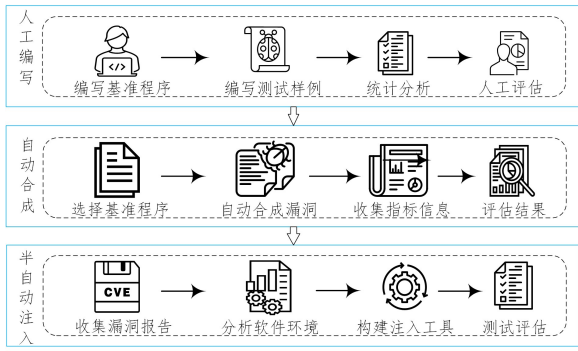 人工编写
</>
编写基准程序
编写测试样例
统计分析
人工评估
自动合成
选择基准程序
自动合成漏洞
收集指标信息
评估结果
半自动注入
CVE
收集漏洞报告
分析软件环境
构建注入工具
测试评估